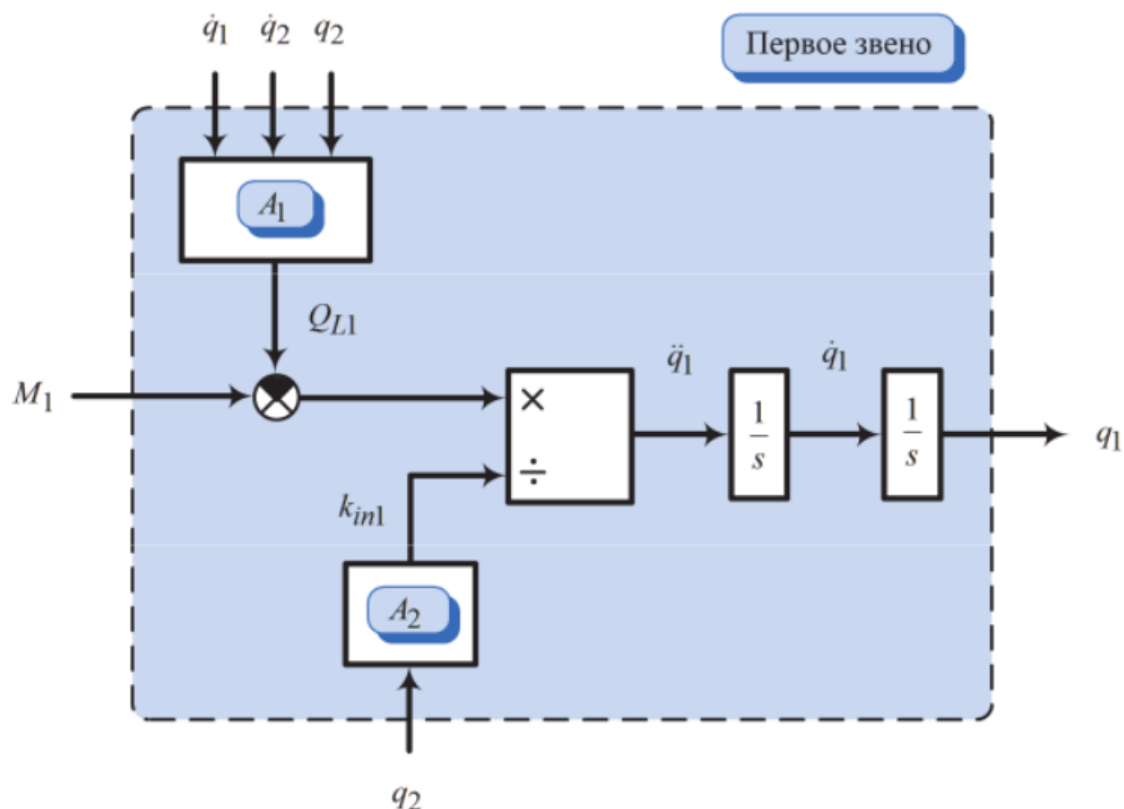 q̇1 q̇2 q2
Первое звено
A1
QL1
M1
×
÷
q̈1
1/s
q̇1
1/s
q1
kin1
A2
q2